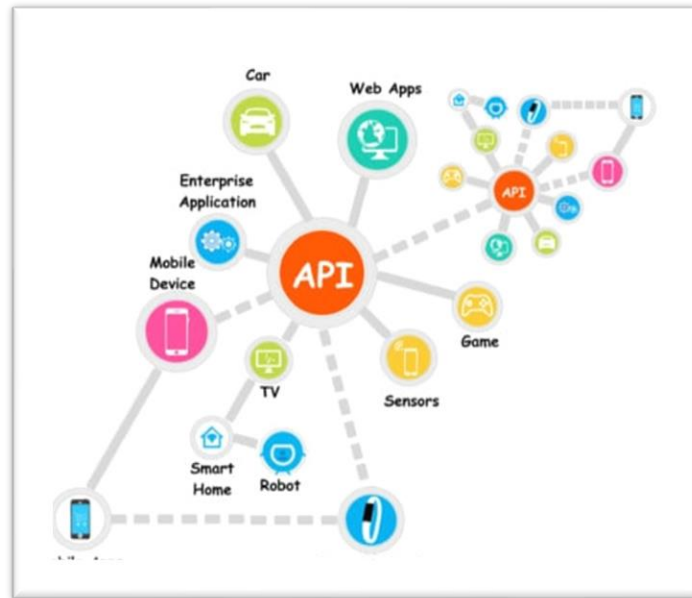 Car
Web Apps
Enterprise
Application
API
Mobile
Device
API
Game
TV
Sensors
Smart
Home
Robot